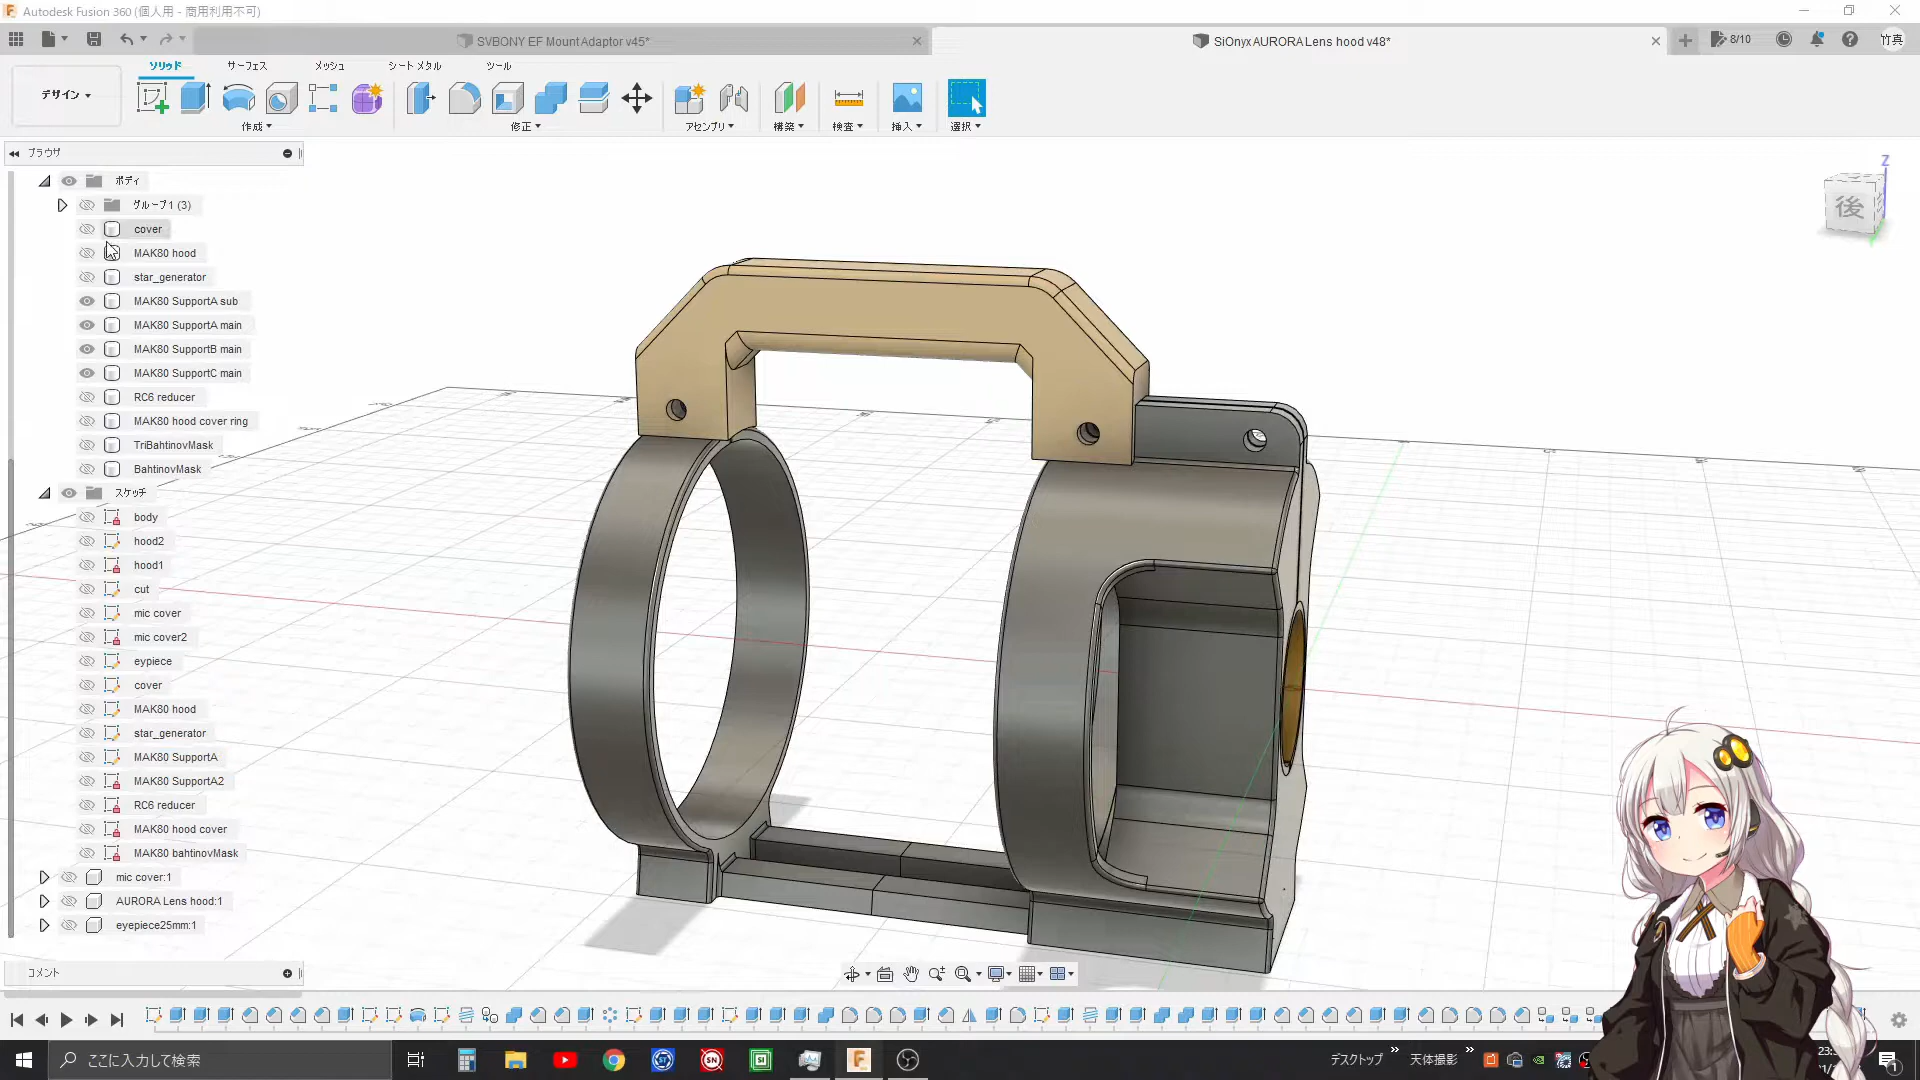 Autodesk Fusion 360 (個人用 - 商用利用不可)
SVBONY EF Mount Adaptor v45*
SiOnyx AURORA Lens hood v48*
8/10
竹真
ソリッド
サーフェス
メッシュ
シート メタル
ツール
デザイン
作成
修正
アセンブリ
構築
検査
挿入
選択
ブラウザ
ボディ
グループ1 (3)
cover
MAK80 hood
star_generator
MAK80 SupportA sub
MAK80 SupportA main
MAK80 SupportB main
MAK80 SupportC main
RC6 reducer
MAK80 hood cover ring
TriBahtinovMask
BahtinovMask
スケッチ
body
hood2
hood1
cut
mic cover
mic cover2
eypiece
cover
MAK80 hood
star_generator
MAK80 SupportA
MAK80 SupportA2
RC6 reducer
MAK80 hood cover
MAK80 bahtinovMask
mic cover:1
AURORA Lens hood:1
eyepiece25mm:1
Z
後
コメント
ここに入力して検索
デスクトップ
天体撮影